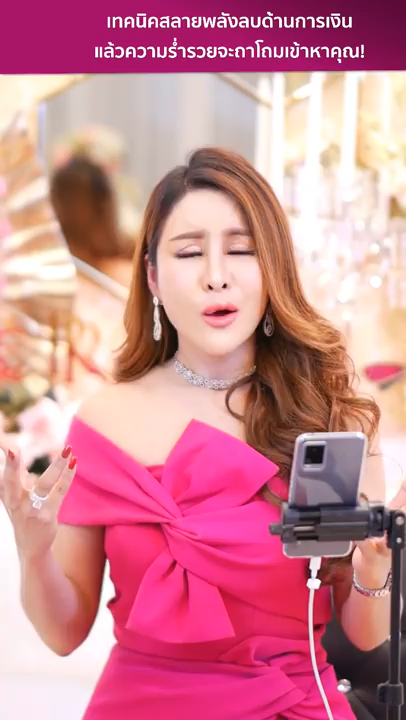 เทคนิคสลายพลังลบด้านการเงิน
แล้วความร่ำรวยจะถาโถมเข้าหาคุณ!